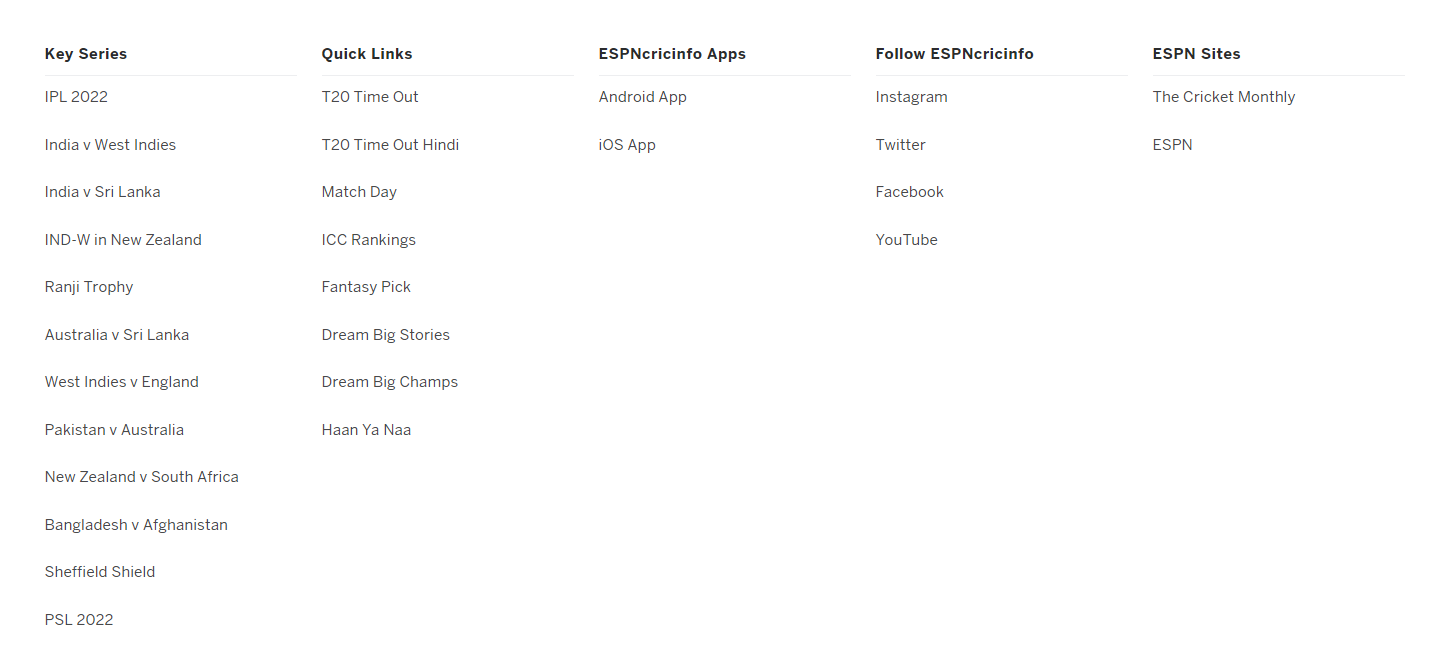 Key Series
IPL 2022
India v West Indies
India v Sri Lanka
IND-W in New Zealand
Ranji Trophy
Australia v Sri Lanka
West Indies v England
Pakistan v Australia
New Zealand v South Africa
Bangladesh v Afghanistan
Sheffield Shield
PSL 2022
Quick Links
T20 Time Out
T20 Time Out Hindi
Match Day
ICC Rankings
Fantasy Pick
Dream Big Stories
Dream Big Champs
Haan Ya Naa
ESPNcricinfo Apps
Android App
iOS App
Follow ESPNcricinfo
Instagram
Twitter
Facebook
YouTube
ESPN Sites
The Cricket Monthly
ESPN